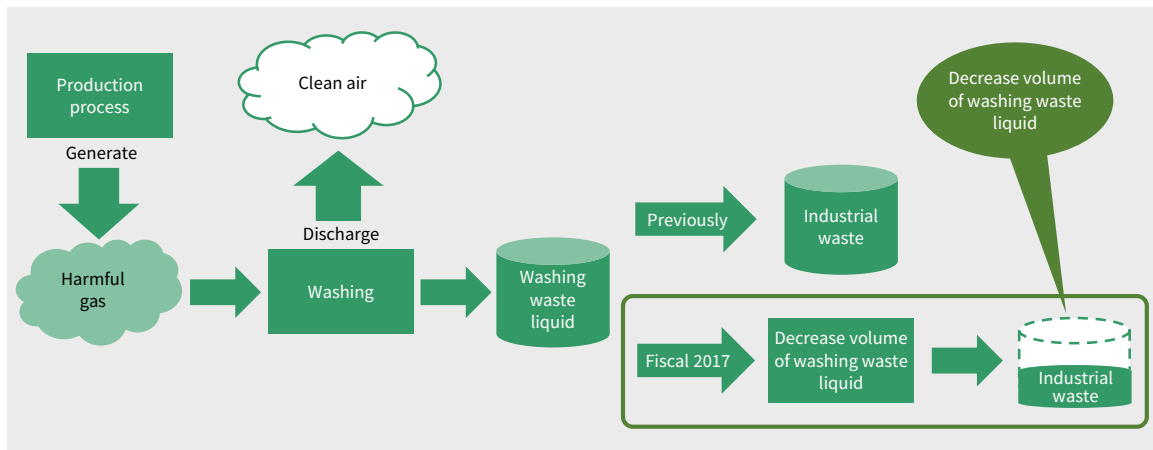 Production
process
Generate
Harmful
gas
Clean air
Discharge
Washing
Washing
waste
liquid
Previously
Industrial
waste
Fiscal 2017
Decrease volume
of washing waste
liquid
Industrial
waste
Decrease volume
of washing waste
liquid